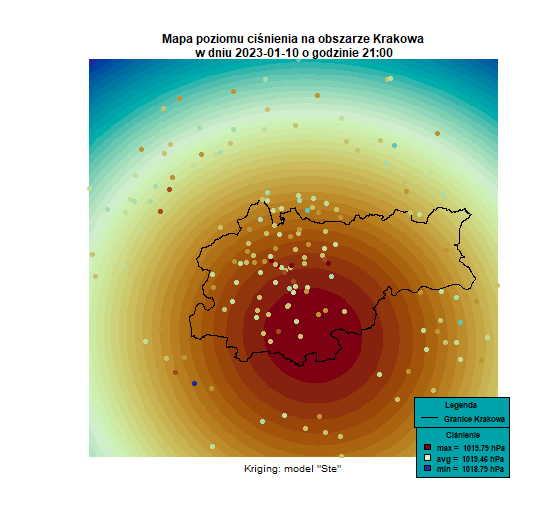 Mapa poziomu ciśnienia na obszarze Krakowa
w dniu 2023-01-10 o godzinie 21:00
Legenda
Granice Krakowa
Ciśnienie
max = 1019.79 hPa
avg = 1019.46 hPa
min = 1018.79 hPa
Kriging: model "Ste"